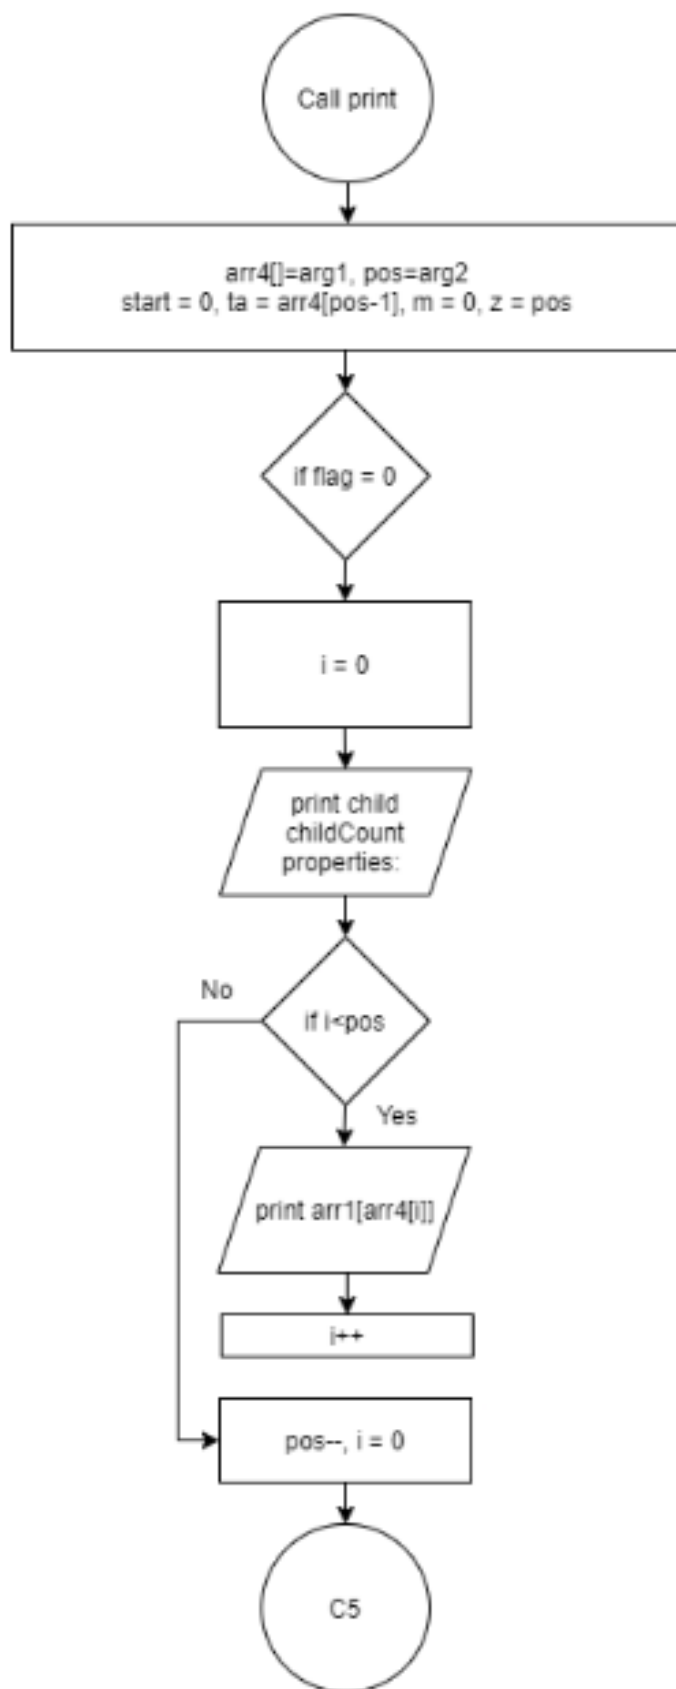 Call print
arr4[]=arg1, pos=arg2
start = 0, ta = arr4[pos-1], m = 0, z = pos
if flag = 0
i = 0
print child
childCount
properties:
No
if i<pos
Yes
print arr1[arr4[i]]
i++
pos--, i = 0
C5